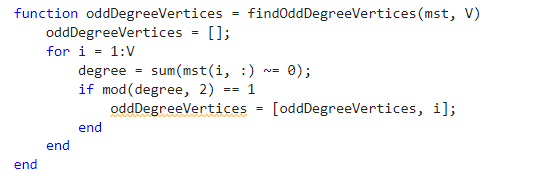 function oddDegreeVertices = findOddDegreeVertices(mst, V)
    oddDegreeVertices = [];
    for i = 1:V
        degree = sum(mst(i, :) ~= 0);
        if mod(degree, 2) == 1
            oddDegreeVertices = [oddDegreeVertices, i];
        end
    end
end